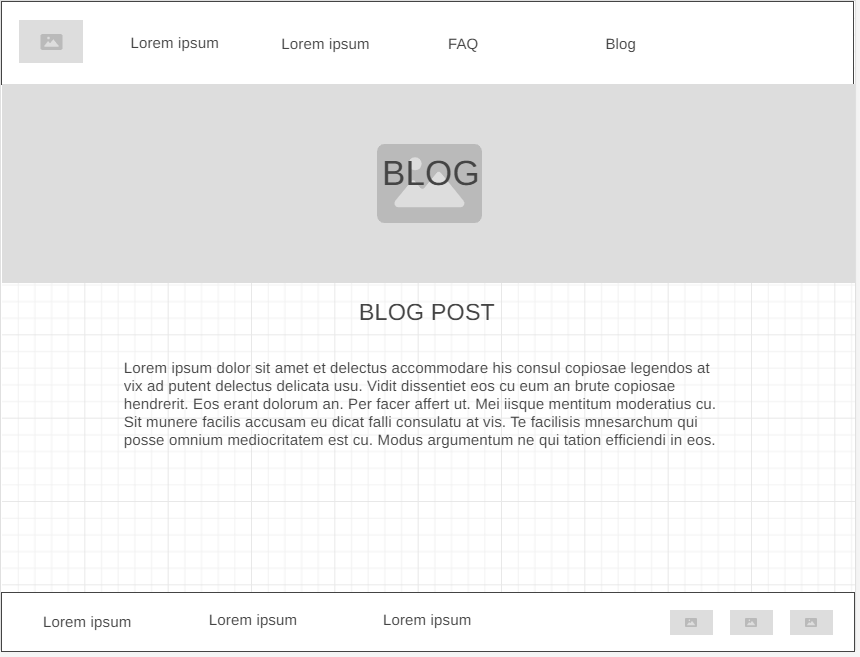 Lorem ipsum
Lorem ipsum
FAQ
Blog
BLOG
BLOG POST
Lorem ipsum dolor sit amet et delectus accommodare his consul copiosae legendos at
vix ad putent delectus delicata usu. Vidit dissentiet eos cu eum an brute copiosae
hendrerit. Eos erant dolorum an. Per facer affert ut. Mei iisque mentitum moderatius cu.
Sit munere facilis accusam eu dicat falli consulatu at vis. Te facilisis mnesarchum qui
posse omnium mediocritatem est cu. Modus argumentum ne qui tation efficiendi in eos.
Lorem ipsum
Lorem ipsum
Lorem ipsum